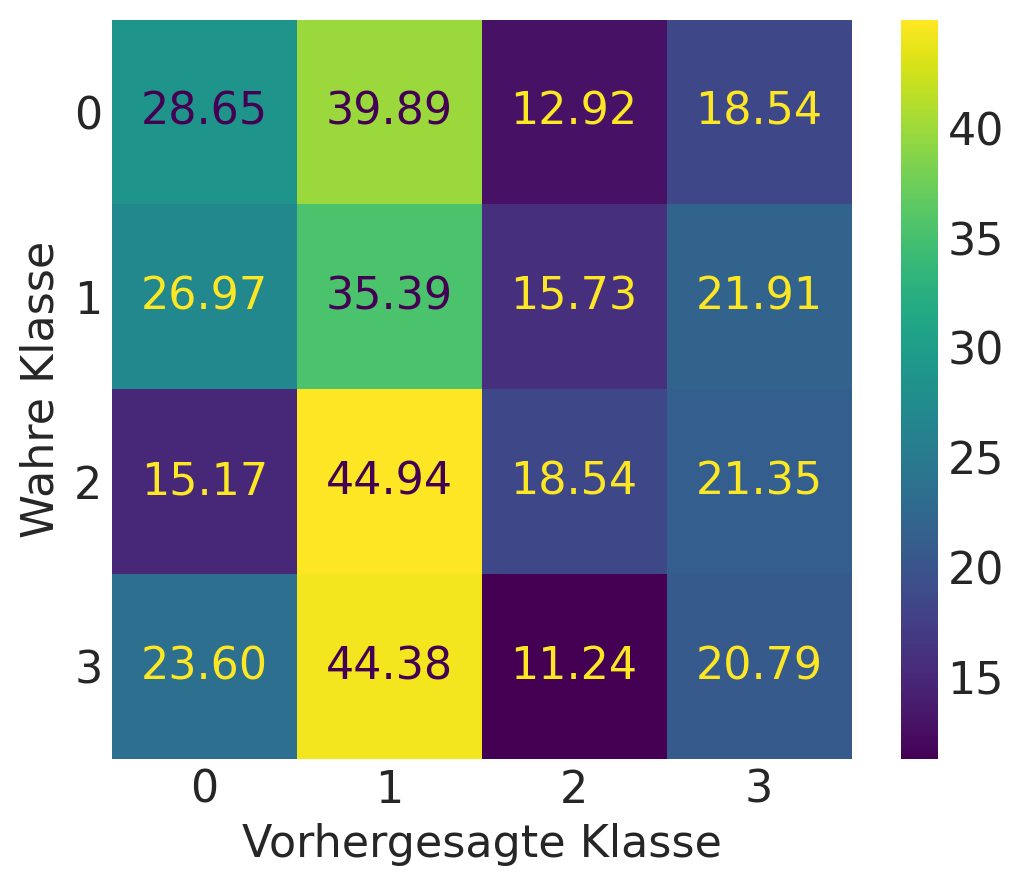 Wahre Klasse
0 28.65 39.89 12.92 18.54
1 26.97 35.39 15.73 21.91
2 15.17 44.94 18.54 21.35
3 23.60 44.38 11.24 20.79
0 1 2 3
Vorhergesagte Klasse
40
35
30
25
20
15